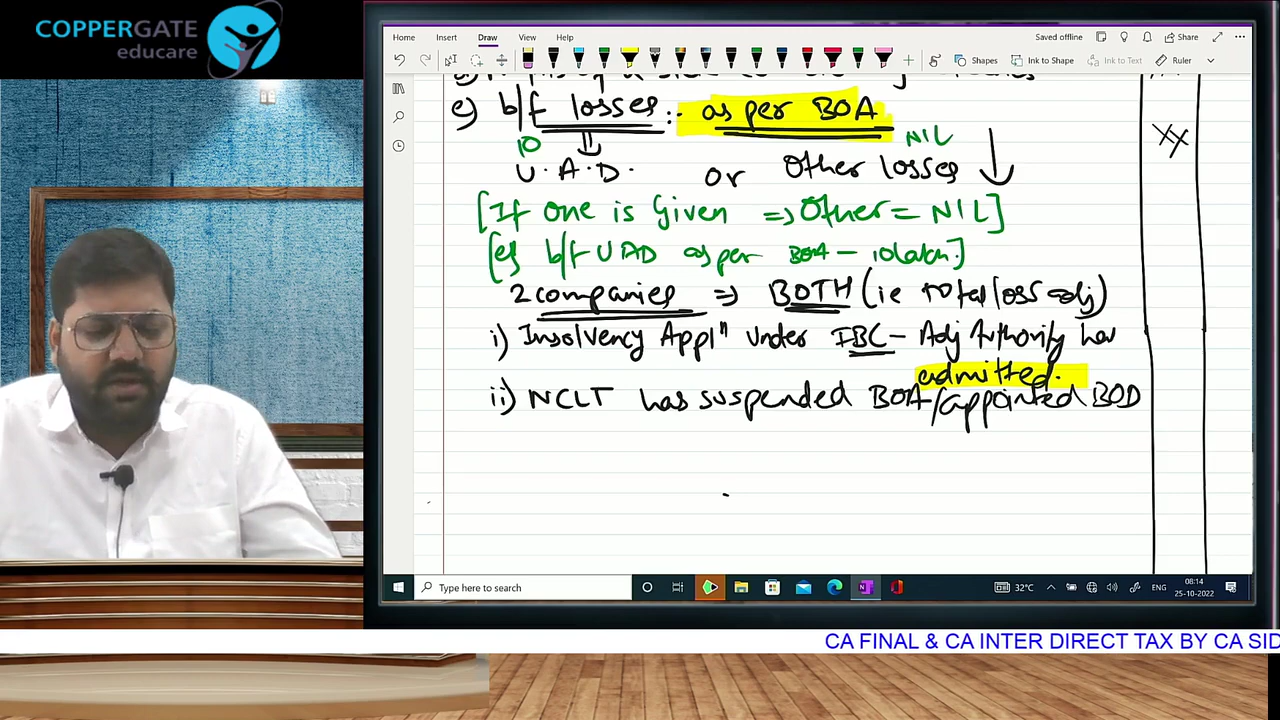 COPPERGATE
educare
Home Insert Draw View Help
Saved offline
Share
Shapes
Ink to Shape
Ink to Text
Ruler
e) b/f losses :- as per BOA
10
NIL
U.A.D. or Other losses
XX
[If one is Given => Other = NIL]
[eg b/f UAD as per BOA - 10 lakh.]
2 companies => BOTH (ie total loss adj)
i) Insolvency Appl^n under IBC - Adj Authority has
admitted.
ii) NCLT has suspended BOA/appointed BOD
Type here to search
32°C
ENG
08:14
25-10-2022
CA FINAL & CA INTER DIRECT TAX BY CA SID